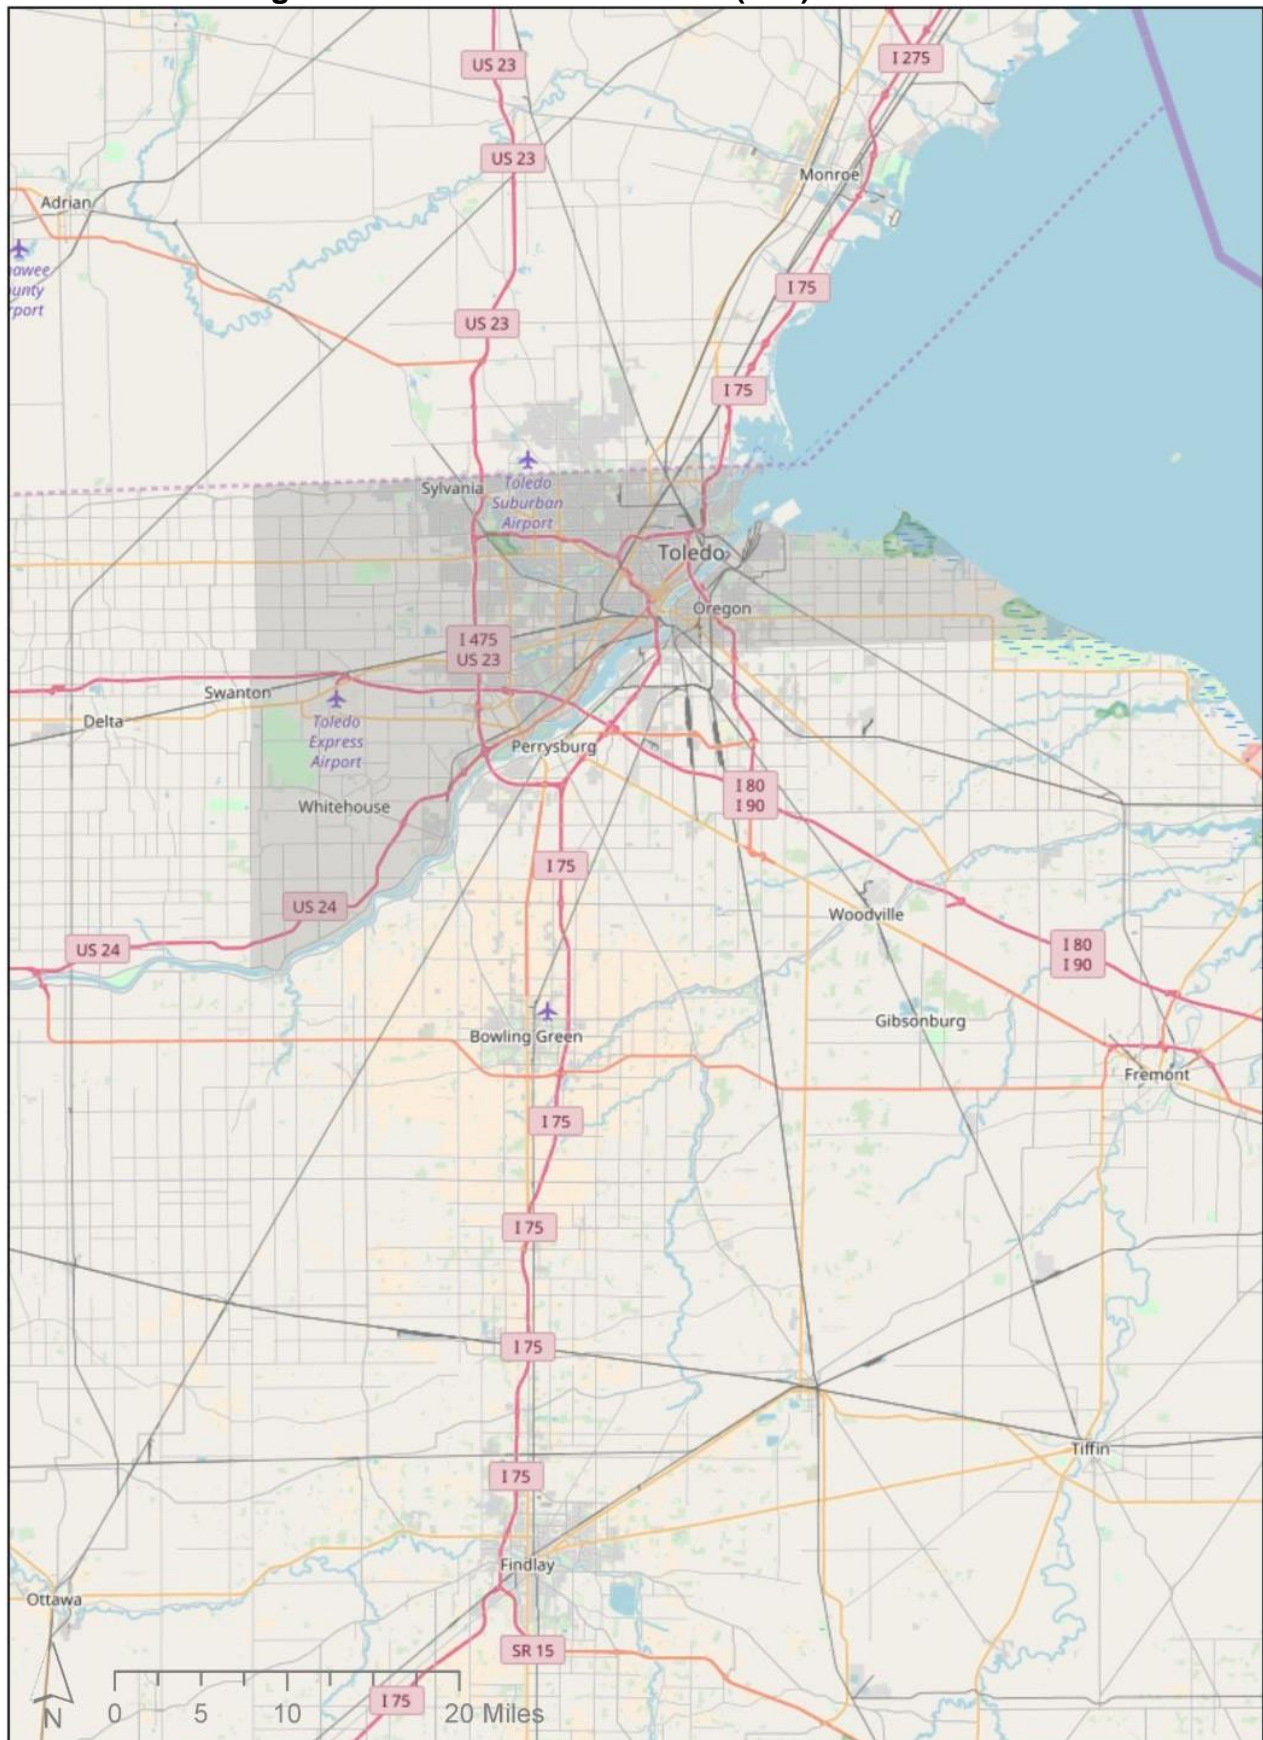 US 23
I 275
US 23
Monroe
Adrian
I 75
US 23
I 75
Sylvania
Toledo
Suburban
Airport
Toledo
Oregon
I 475
US 23
Swanton
Delta
Toledo
Express
Airport
Perrysburg
I 80
I 90
Whitehouse
I 75
US 24
Woodville
US 24
I 80
I 90
Gibsonburg
Bowling Green
Fremont
I 75
I 75
I 75
Tiffin
I 75
Findlay
Ottawa
SR 15
I 75
N
0 5 10 20 Miles